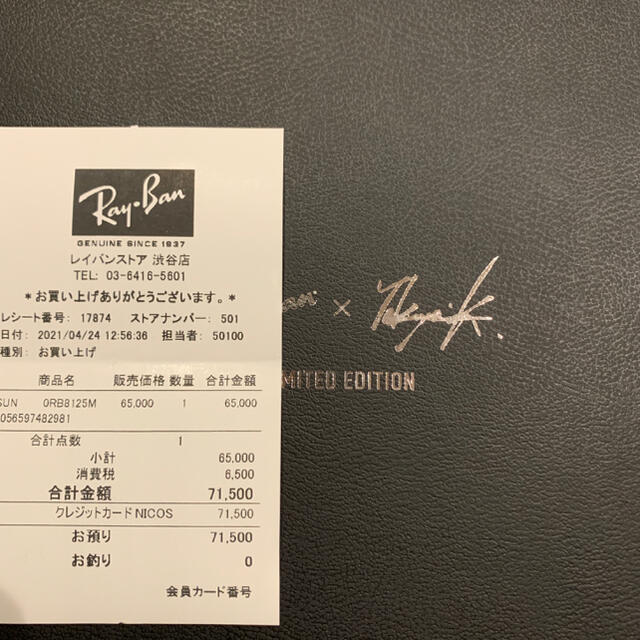 Ray-Ban
GENUINE SINCE 1937
レイバンストア 渋谷店
TEL: 03-6416-5601
*お買い上げありがとうございます。*
レシート番号: 17874 ストアナンバー: 501
日付: 2021/04/24 12:56:36 担当者: 50100
種別: お買い上げ
商品名 販売価格 数量 合計金額
SUN 0RB8125M 65,000 1 65,000
056597482981
合計点数 1
小計 65,000
消費税 6,500
合計金額 71,500
クレジットカード NICOS 71,500
お預り 71,500
お釣り 0
会員カード番号
an ×
MITED EDITION